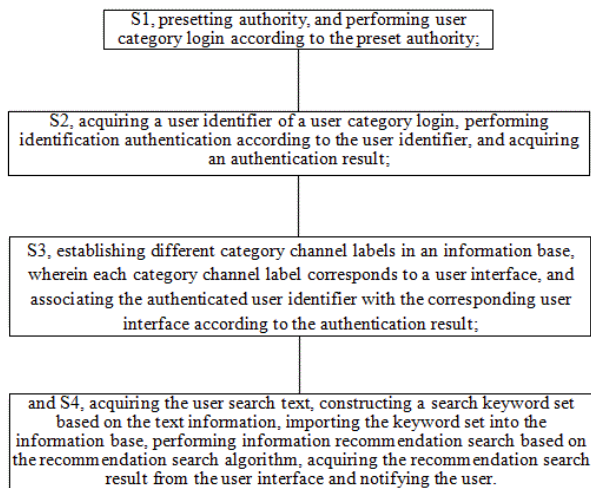 S1, presetting authority, and performing user
category login according to the preset authority;
S2, acquiring a user identifier of a user category login, performing
identification authentication according to the user identifier, and acquiring
an authentication result;
S3, establishing different category channel labels in an information base,
wherein each category channel label corresponds to a user interface, and
associating the authenticated user identifier with the corresponding user
interface according to the authentication result;
and S4, acquiring the user search text, constructing a search keyword set
based on the text information, importing the keyword set into the
information base, performing information recommendation search based on
the recommendation search algorithm, acquiring the recommendation search
result from the user interface and notifying the user.